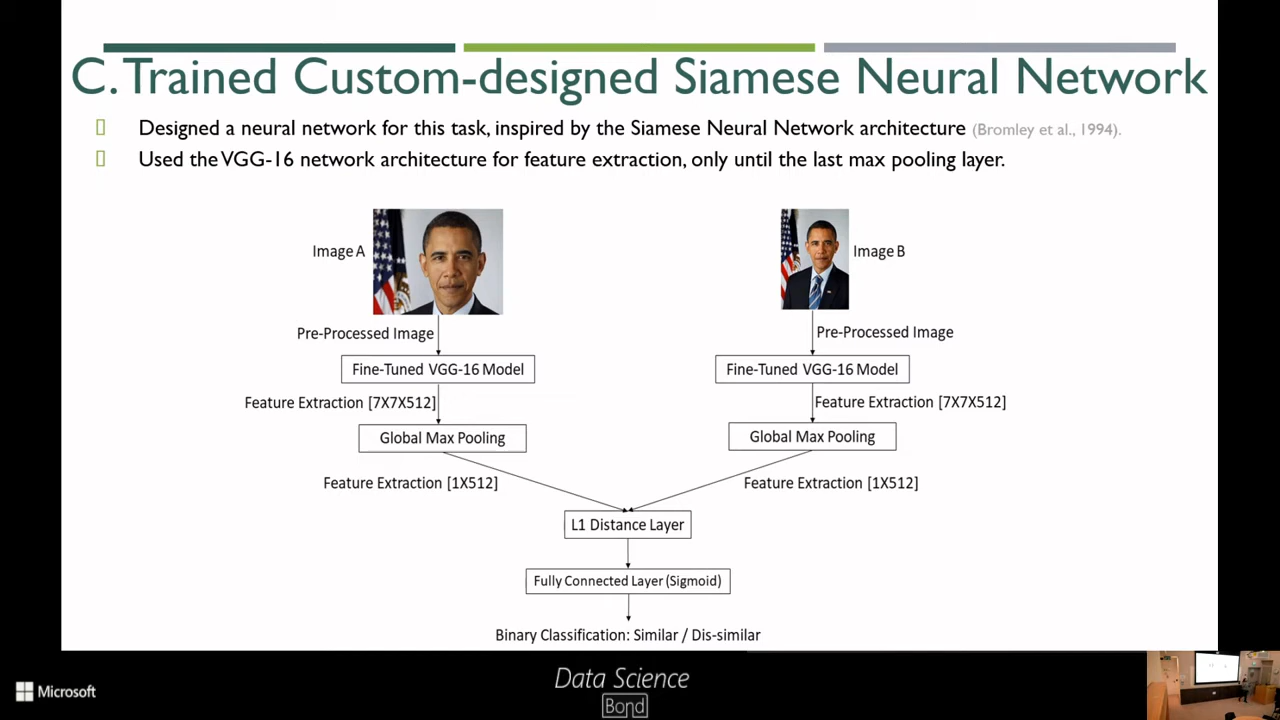 C. Trained Custom-designed Siamese Neural Network
Designed a neural network for this task, inspired by the Siamese Neural Network architecture (Bromley et al., 1994).
Used the VGG-16 network architecture for feature extraction, only until the last max pooling layer.
Image A
Image B
Pre-Processed Image
Pre-Processed Image
Fine-Tuned VGG-16 Model
Fine-Tuned VGG-16 Model
Feature Extraction [7X7X512]
Feature Extraction [7X7X512]
Global Max Pooling
Global Max Pooling
Feature Extraction [1X512]
Feature Extraction [1X512]
L1 Distance Layer
Fully Connected Layer (Sigmoid)
Binary Classification: Similar / Dis-similar
Microsoft
Data Science
Bond